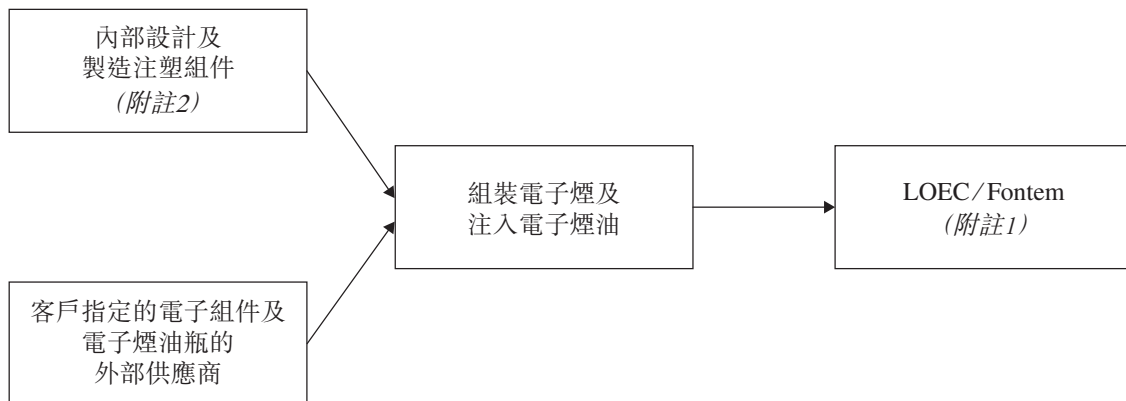 內部設計及
製造注塑組件
（附註2）
客戶指定的電子組件及
電子煙油瓶的
外部供應商
組裝電子煙及
注入電子煙油
LOEC/Fontem
（附註1）